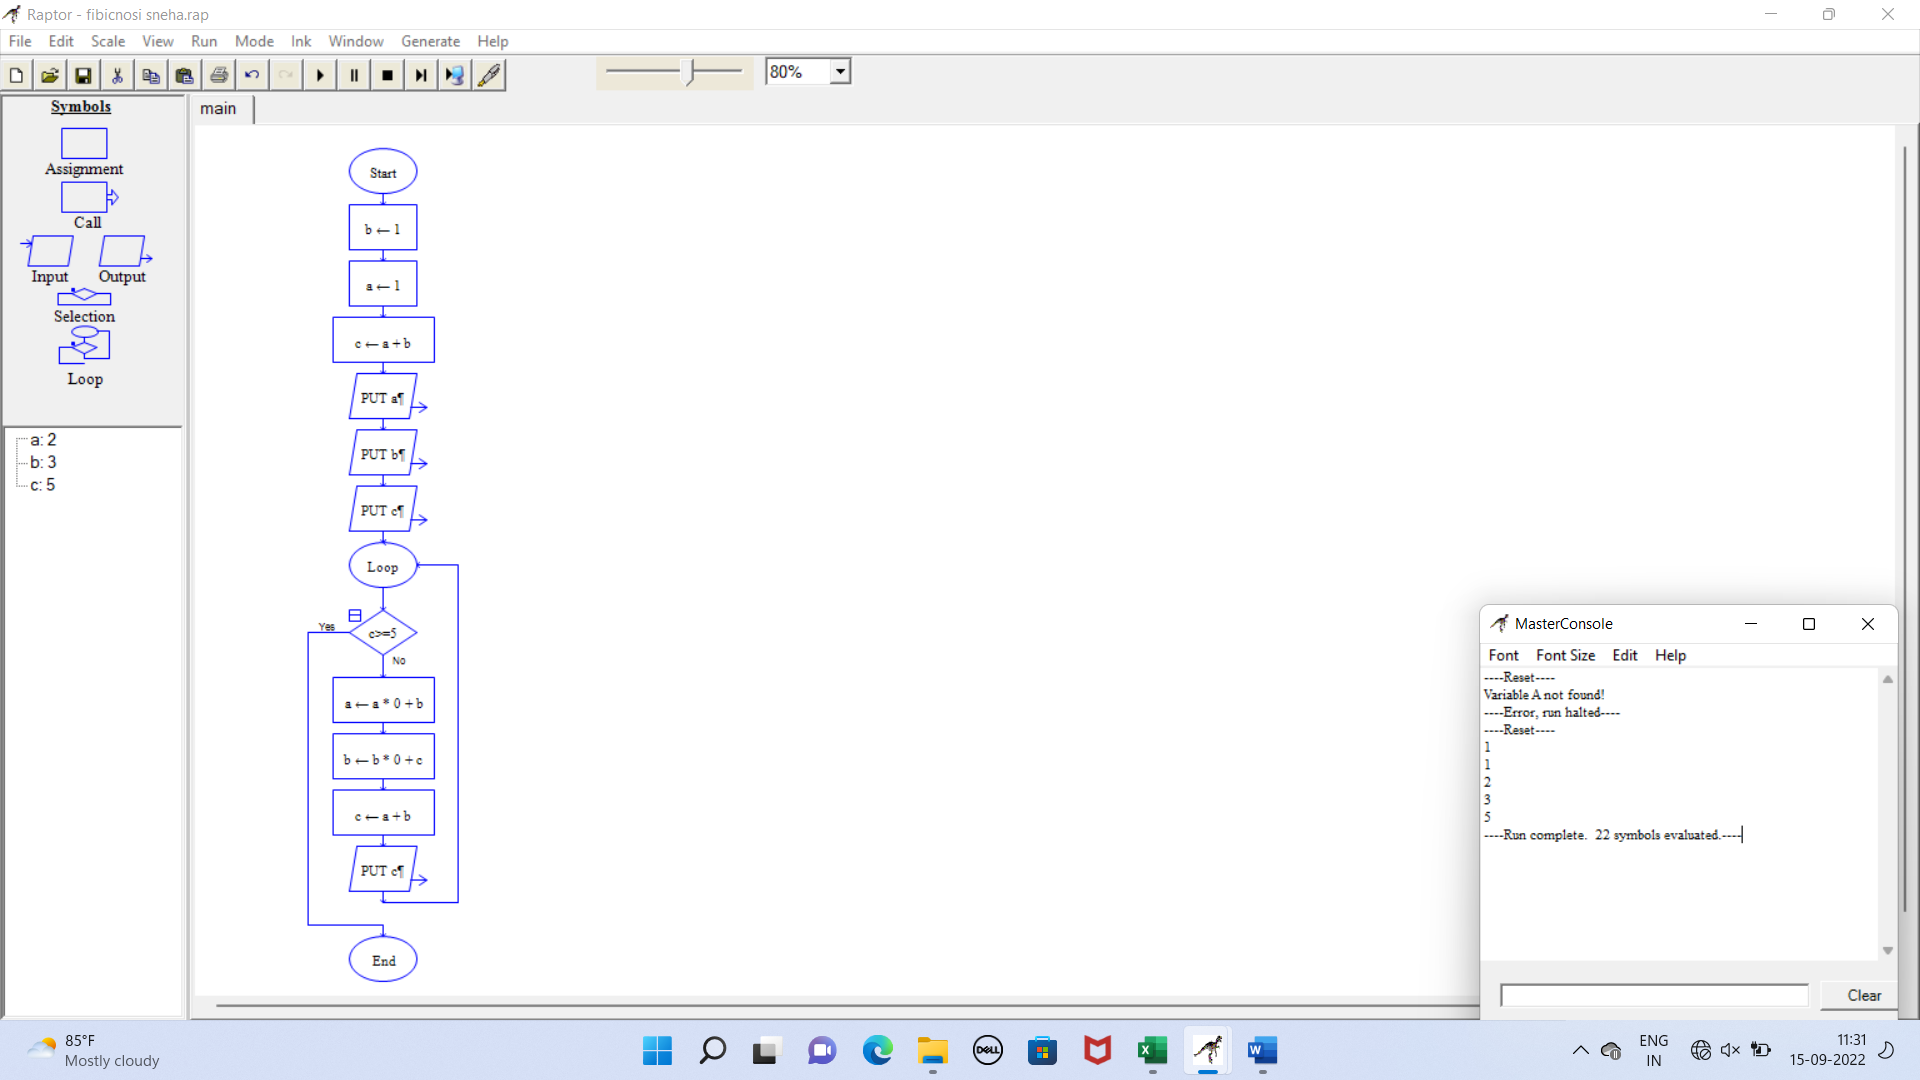 Raptor - fibicnosi sneha.rap
File Edit Scale View Run Mode Ink Window Generate Help
80%
Symbols
Assignment
Call
Input Output
Selection
Loop
a: 2
b: 3
c: 5
main
Start
b ← 1
a ← 1
c ← a + b
PUT a¶
PUT b¶
PUT c¶
Loop
Yes
c>=5
No
a ← a * 0 + b
b ← b * 0 + c
c ← a + b
PUT c¶
End
MasterConsole
Font Font Size Edit Help
----Reset----
Variable A not found!
----Error, run halted----
----Reset----
1
1
2
3
5
----Run complete.  22 symbols evaluated.----
Clear
85°F
Mostly cloudy
DELL
ENG
IN
11:31
15-09-2022